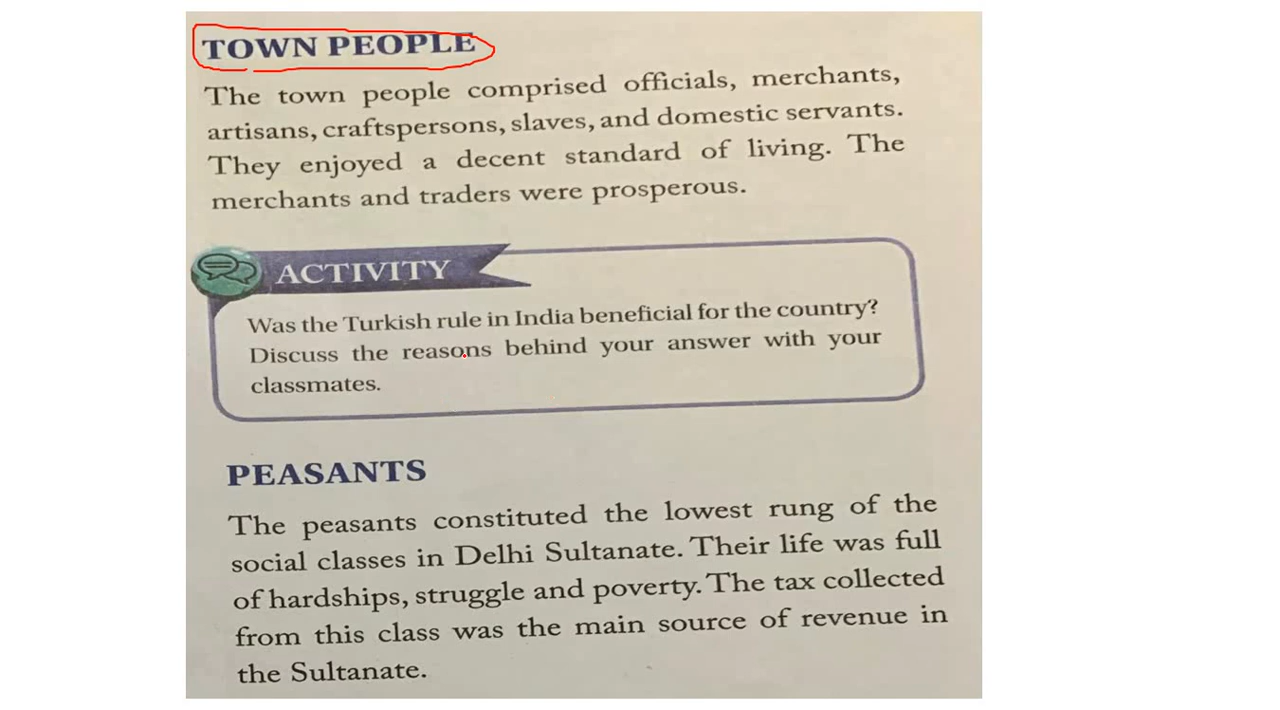 TOWN PEOPLE
The town people comprised officials, merchants,
artisans, craftspersons, slaves, and domestic servants.
They enjoyed a decent standard of living. The
merchants and traders were prosperous.
ACTIVITY
Was the Turkish rule in India beneficial for the country?
Discuss the reasons behind your answer with your
classmates.
PEASANTS
The peasants constituted the lowest rung of the
social classes in Delhi Sultanate. Their life was full
of hardships, struggle and poverty. The tax collected
from this class was the main source of revenue in
the Sultanate.